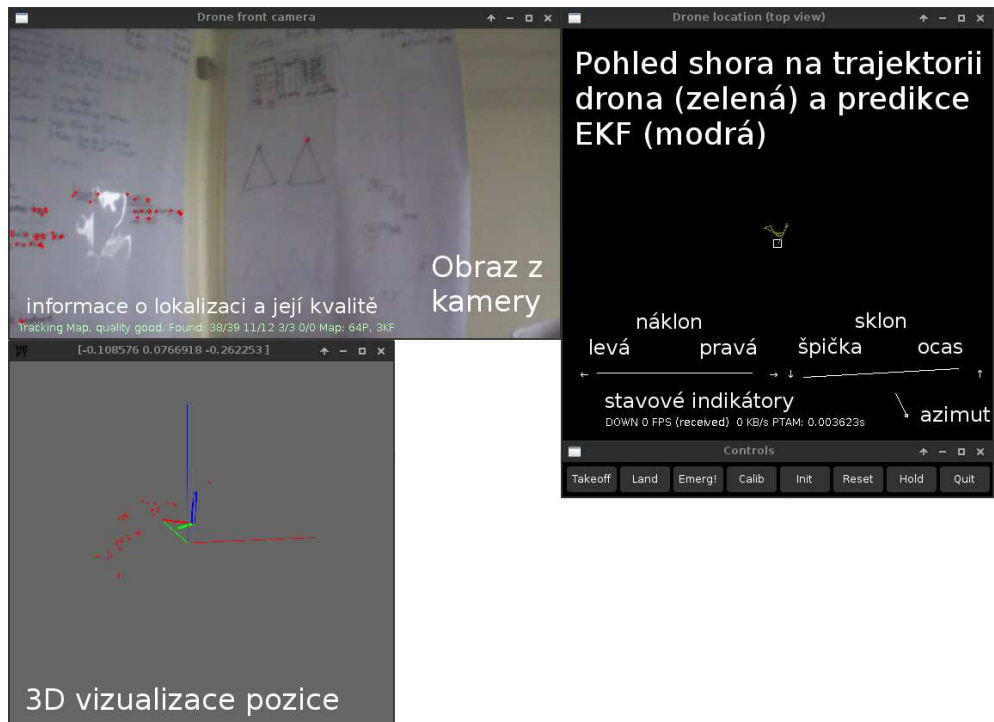 Drone front camera
Obraz z
kamery
informace o lokalizaci a její kvalitě
Tracking Map, quality good. Found: 38/39 11/12 3/3 0/0 Map: 64P, 3KF
Drone location (top view)
Pohled shora na trajektorii
drona (zelená) a predikce
EKF (modrá)
náklon sklon
levá pravá špička ocas
← → ↓ ↑
stavové indikátory
azimut
DOWN 0 FPS (received) 0 KB/s PTAM: 0.003623s
Controls
Takeoff Land Emerg! Calib Init Reset Hold Quit
[-0.108576 0.0766918 -0.262253 ]
3D vizualizace pozice